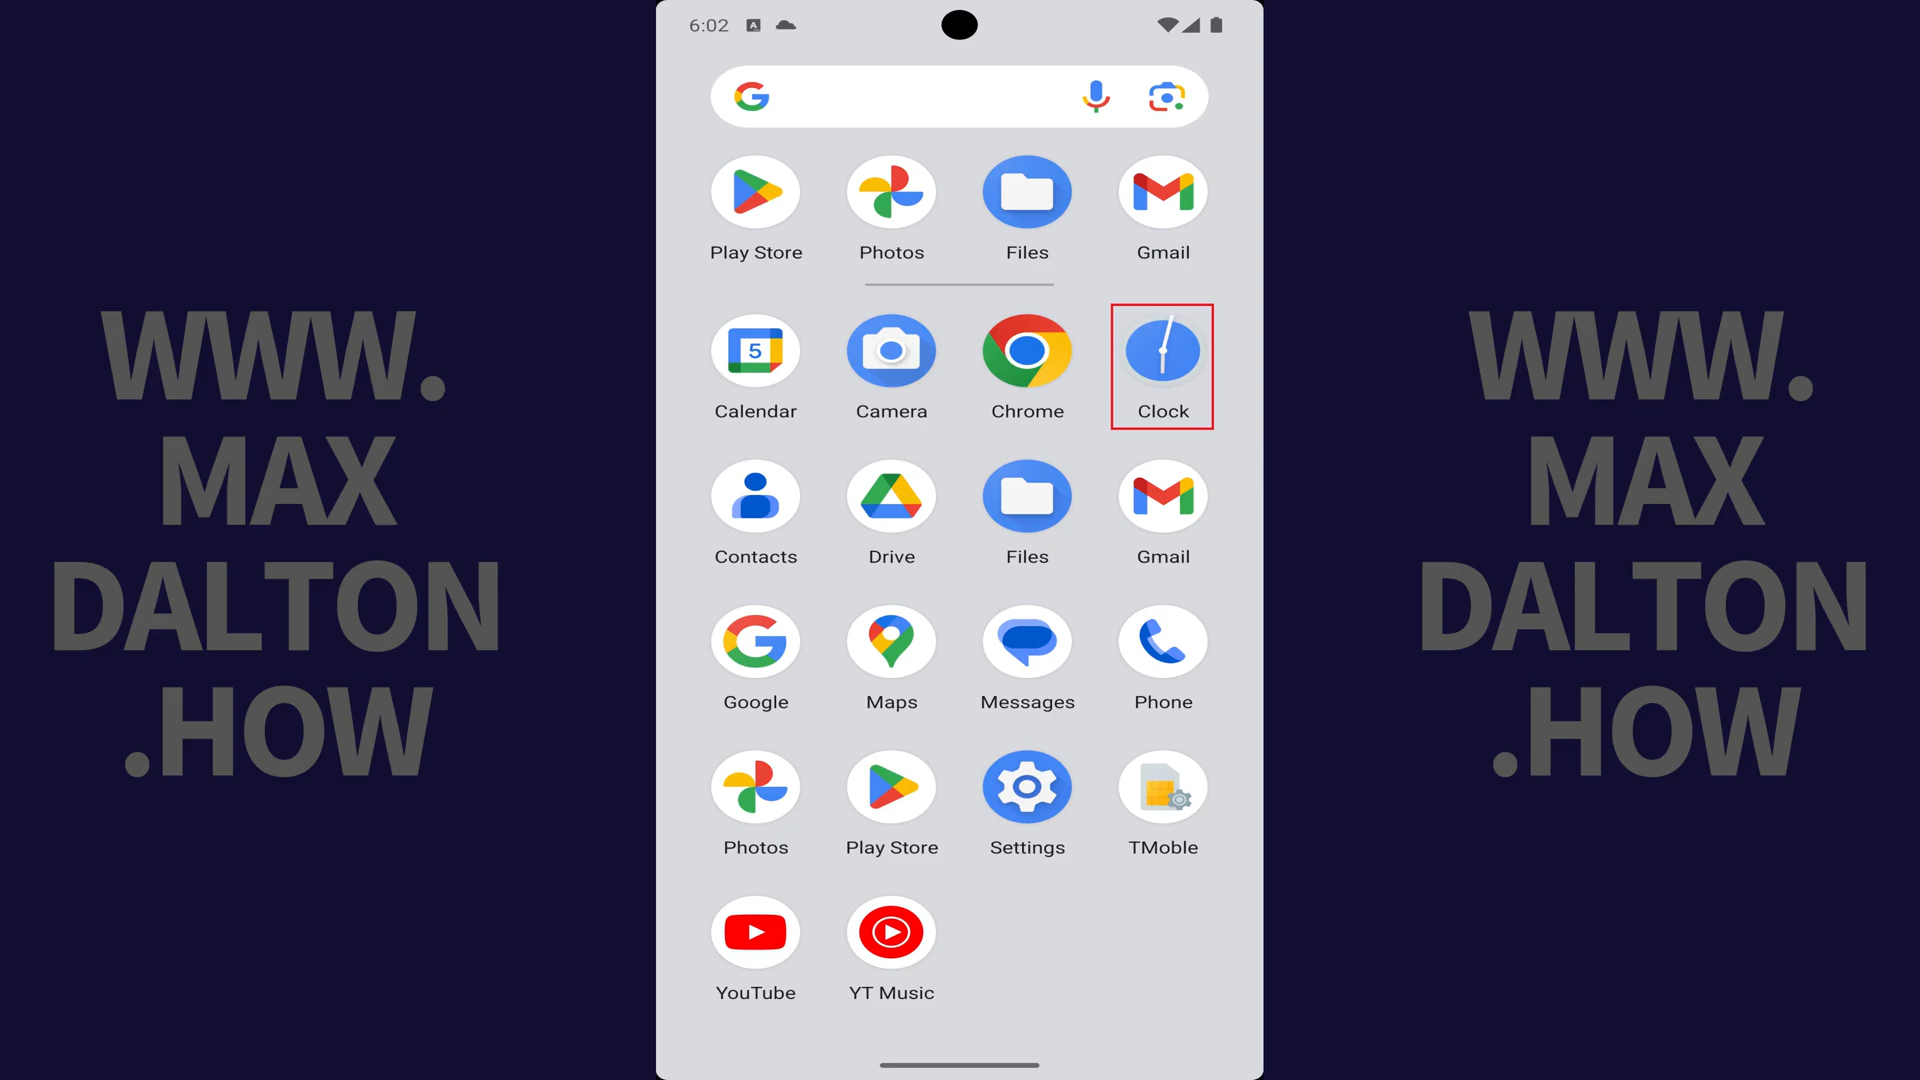 6:02
Play Store
Photos
Files
Gmail
5
Calendar
Camera
Chrome
Clock
Contacts
Drive
Files
Gmail
Google
Maps
Messages
Phone
Photos
Play Store
Settings
TMoble
YouTube
YT Music
WWW.
MAX
DALTON
.HOW
WWW.
MAX
DALTON
.HOW